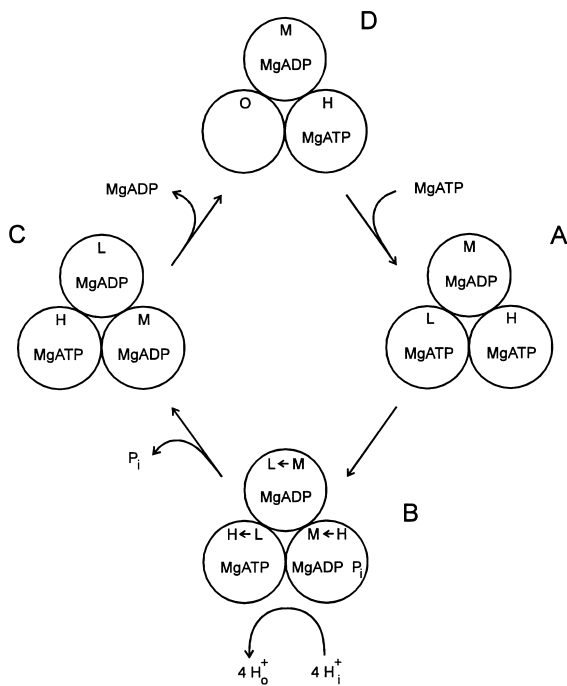 D
M
MgADP
O
H
MgATP
MgADP
MgATP
C
A
L
MgADP
H
MgATP
M
MgADP
M
MgADP
L
MgATP
H
MgATP
Pi
B
L←M
MgADP
H←L
MgATP
M←H
MgADP Pi
4 H+o
4 H+i